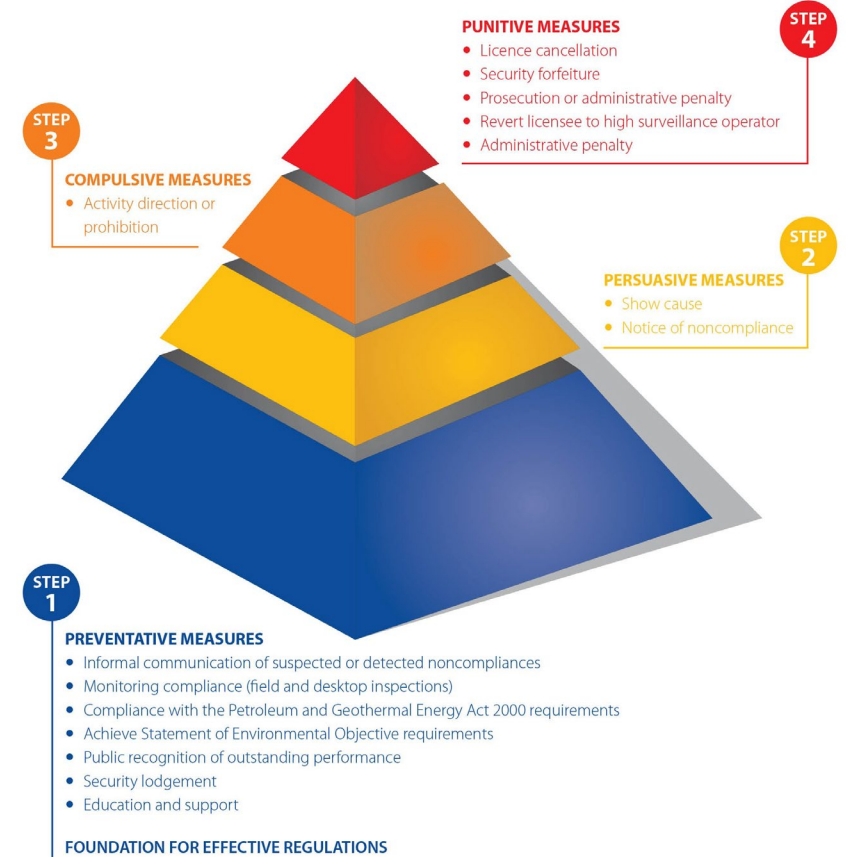 STEP
4
PUNITIVE MEASURES
• Licence cancellation
• Security forfeiture
• Prosecution or administrative penalty
• Revert licensee to high surveillance operator
• Administrative penalty
STEP
3
COMPULSIVE MEASURES
• Activity direction or
prohibition
STEP
2
PERSUASIVE MEASURES
• Show cause
• Notice of noncompliance
STEP
1
PREVENTATIVE MEASURES
• Informal communication of suspected or detected noncompliances
• Monitoring compliance (field and desktop inspections)
• Compliance with the Petroleum and Geothermal Energy Act 2000 requirements
• Achieve Statement of Environmental Objective requirements
• Public recognition of outstanding performance
• Security lodgement
• Education and support
FOUNDATION FOR EFFECTIVE REGULATIONS